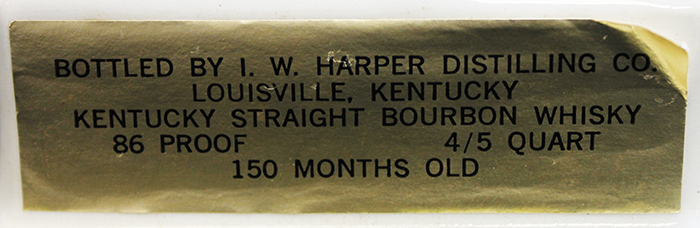 BOTTLED BY I. W. HARPER DISTILLING CO.
LOUISVILLE, KENTUCKY
KENTUCKY STRAIGHT BOURBON WHISKY
86 PROOF 4/5 QUART
150 MONTHS OLD